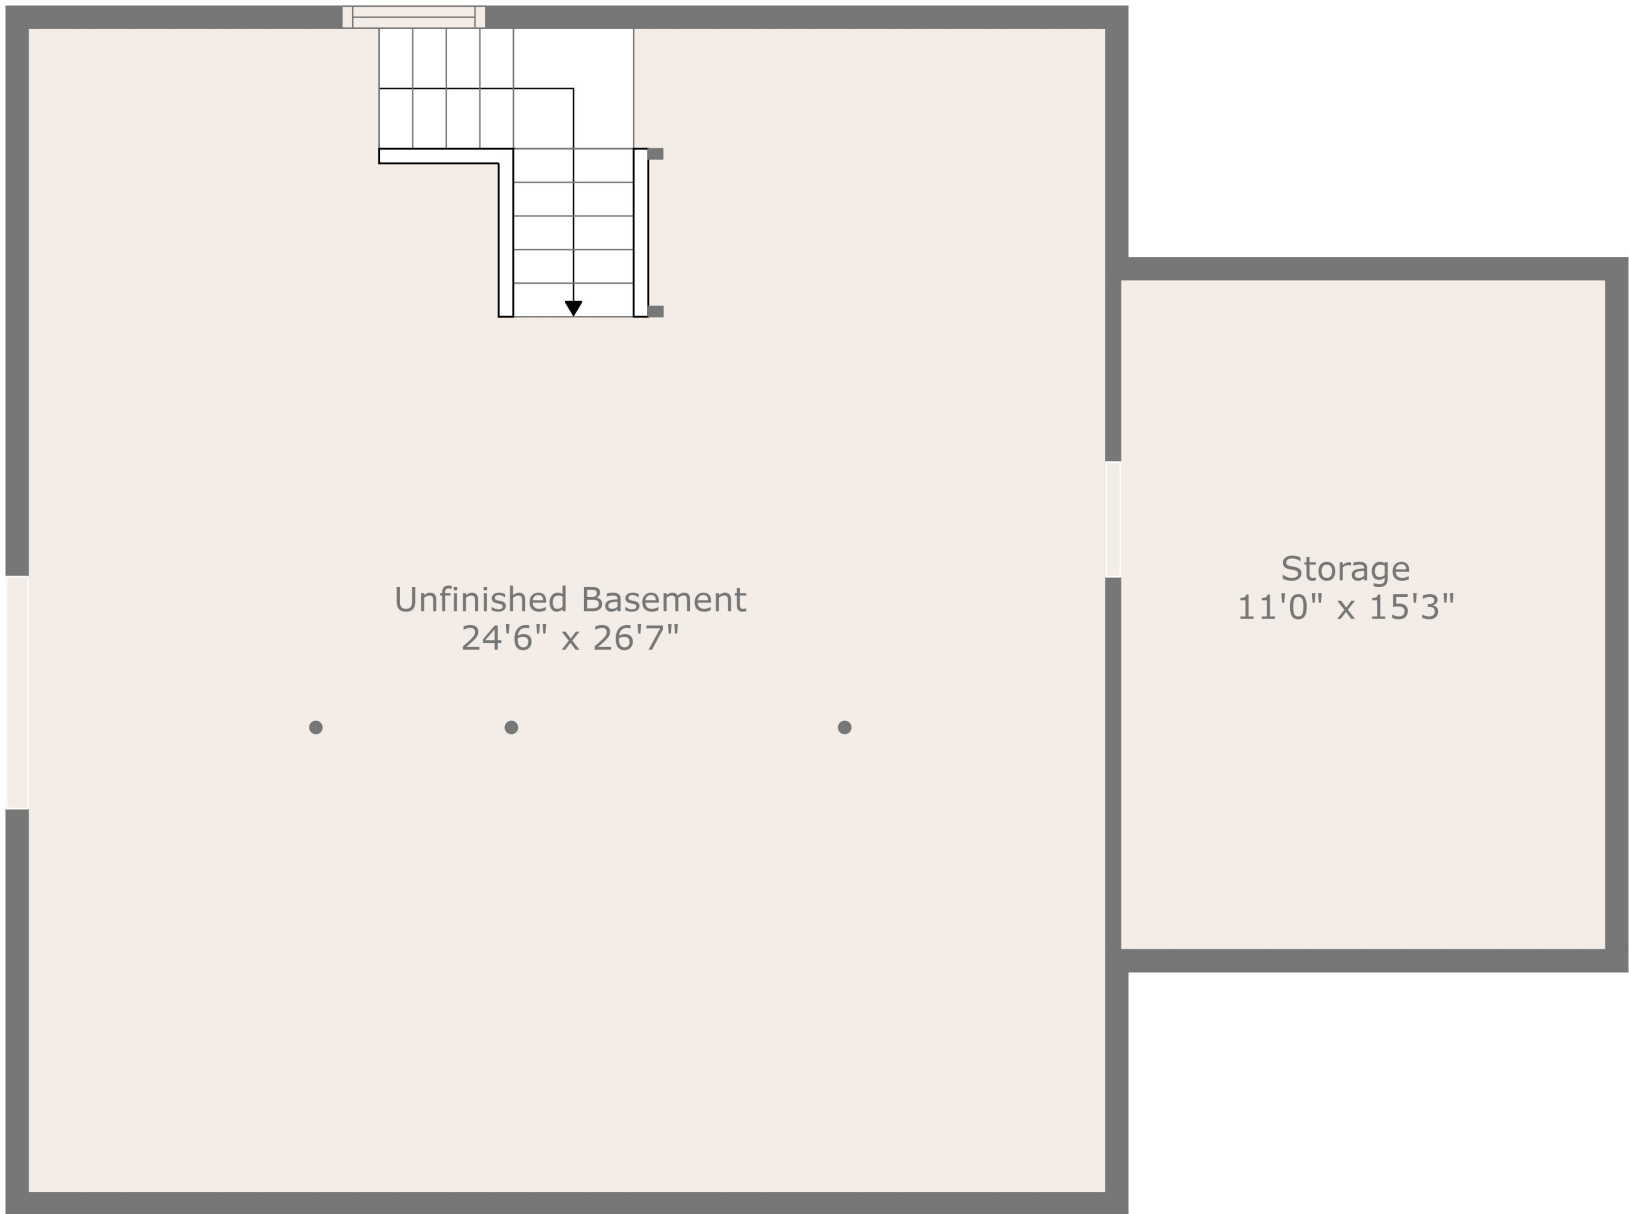 Unfinished Basement
24'6" x 26'7"
Storage
11'0" x 15'3"